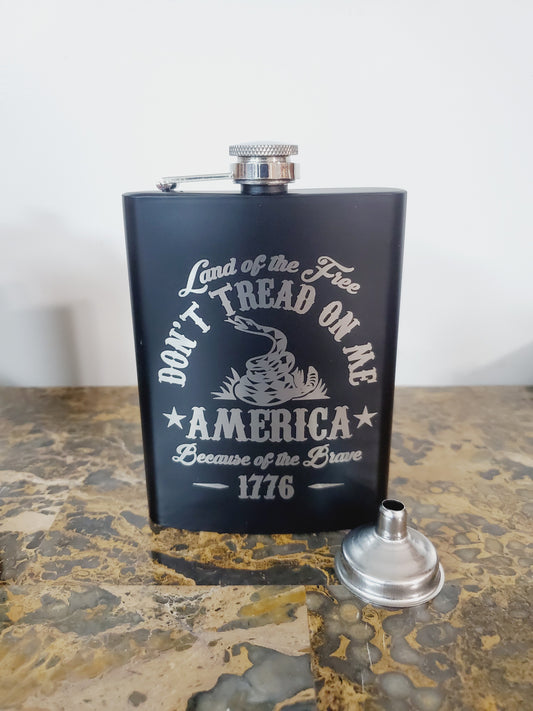 Land of the Free
DON'T TREAD ON ME
AMERICA
Because of the Brave
1776